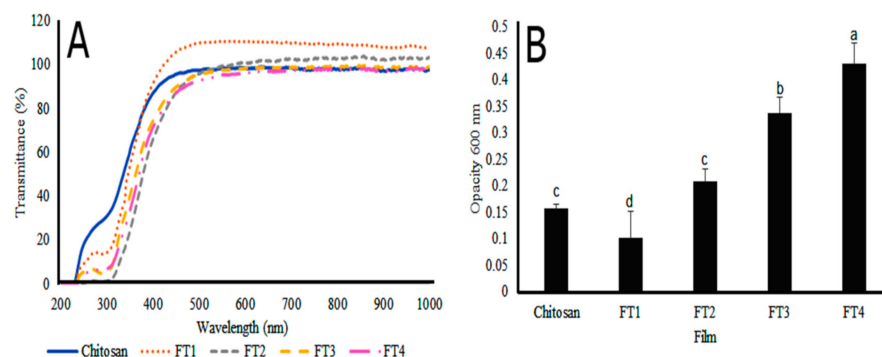 A
Transmittance (%)
120
100
80
60
40
20
0
200 300 400 500 600 700 800 900 1000
Wavelength (nm)
Chitosan FT1 FT2 FT3 FT4
B
Opacity 600 nm
0.5
0.45
0.4
0.35
0.3
0.25
0.2
0.15
0.1
0.05
0
c d c b a
Chitosan FT1 FT2 FT3 FT4
Film